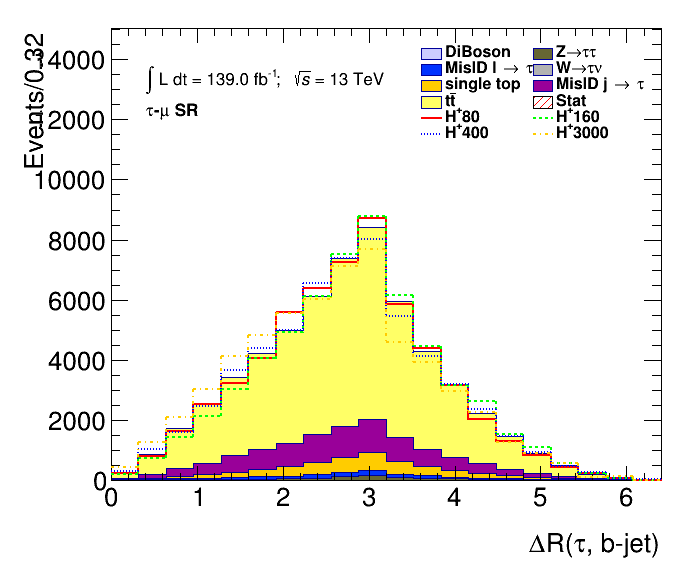 Events/0.32
14000
12000
10000
8000
6000
4000
2000
0
∫ L dt = 139.0 fb⁻¹; √s = 13 TeV
τ-μ SR
DiBoson Z→ττ
MisID l → τ W→τν
single top MisID j → τ
tt̄ Stat
H⁺80 H⁺160
H⁺400 H⁺3000
0 1 2 3 4 5 6
ΔR(τ, b-jet)